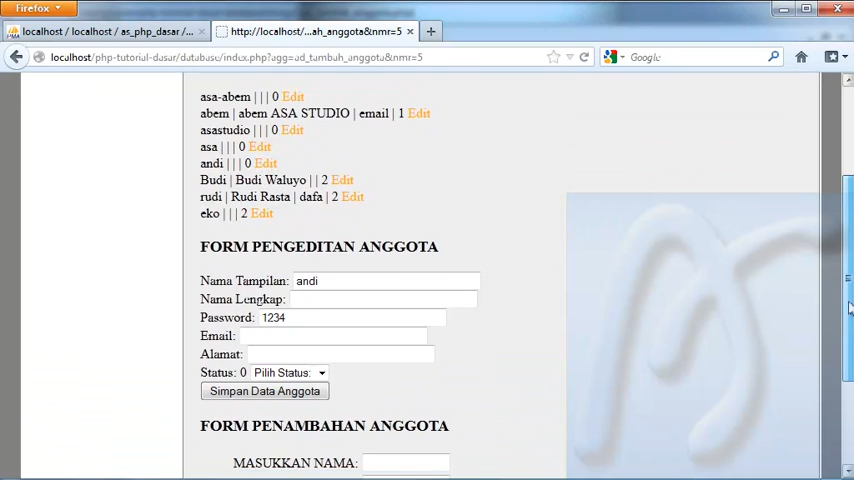 Firefox
localhost / localhost / as_php_dasar / ...
http://localhost/...ah_anggota&nmr=5
localhost/php-tutorial-dasar/database/index.php?agg=ad_tambah_anggota&nmr=5
Google
asa-abem | | | 0 Edit
abem | abem ASA STUDIO | email | 1 Edit
asastudio | | | 0 Edit
asa | | | 0 Edit
andi | | | 0 Edit
Budi | Budi Waluyo | | 2 Edit
rudi | Rudi Rasta | dafa | 2 Edit
eko | | | 2 Edit
FORM PENGEDITAN ANGGOTA
Nama Tampilan: andi
Nama Lengkap:
Password: 1234
Email:
Alamat:
Status: 0 Pilih Status:
Simpan Data Anggota
FORM PENAMBAHAN ANGGOTA
MASUKKAN NAMA: